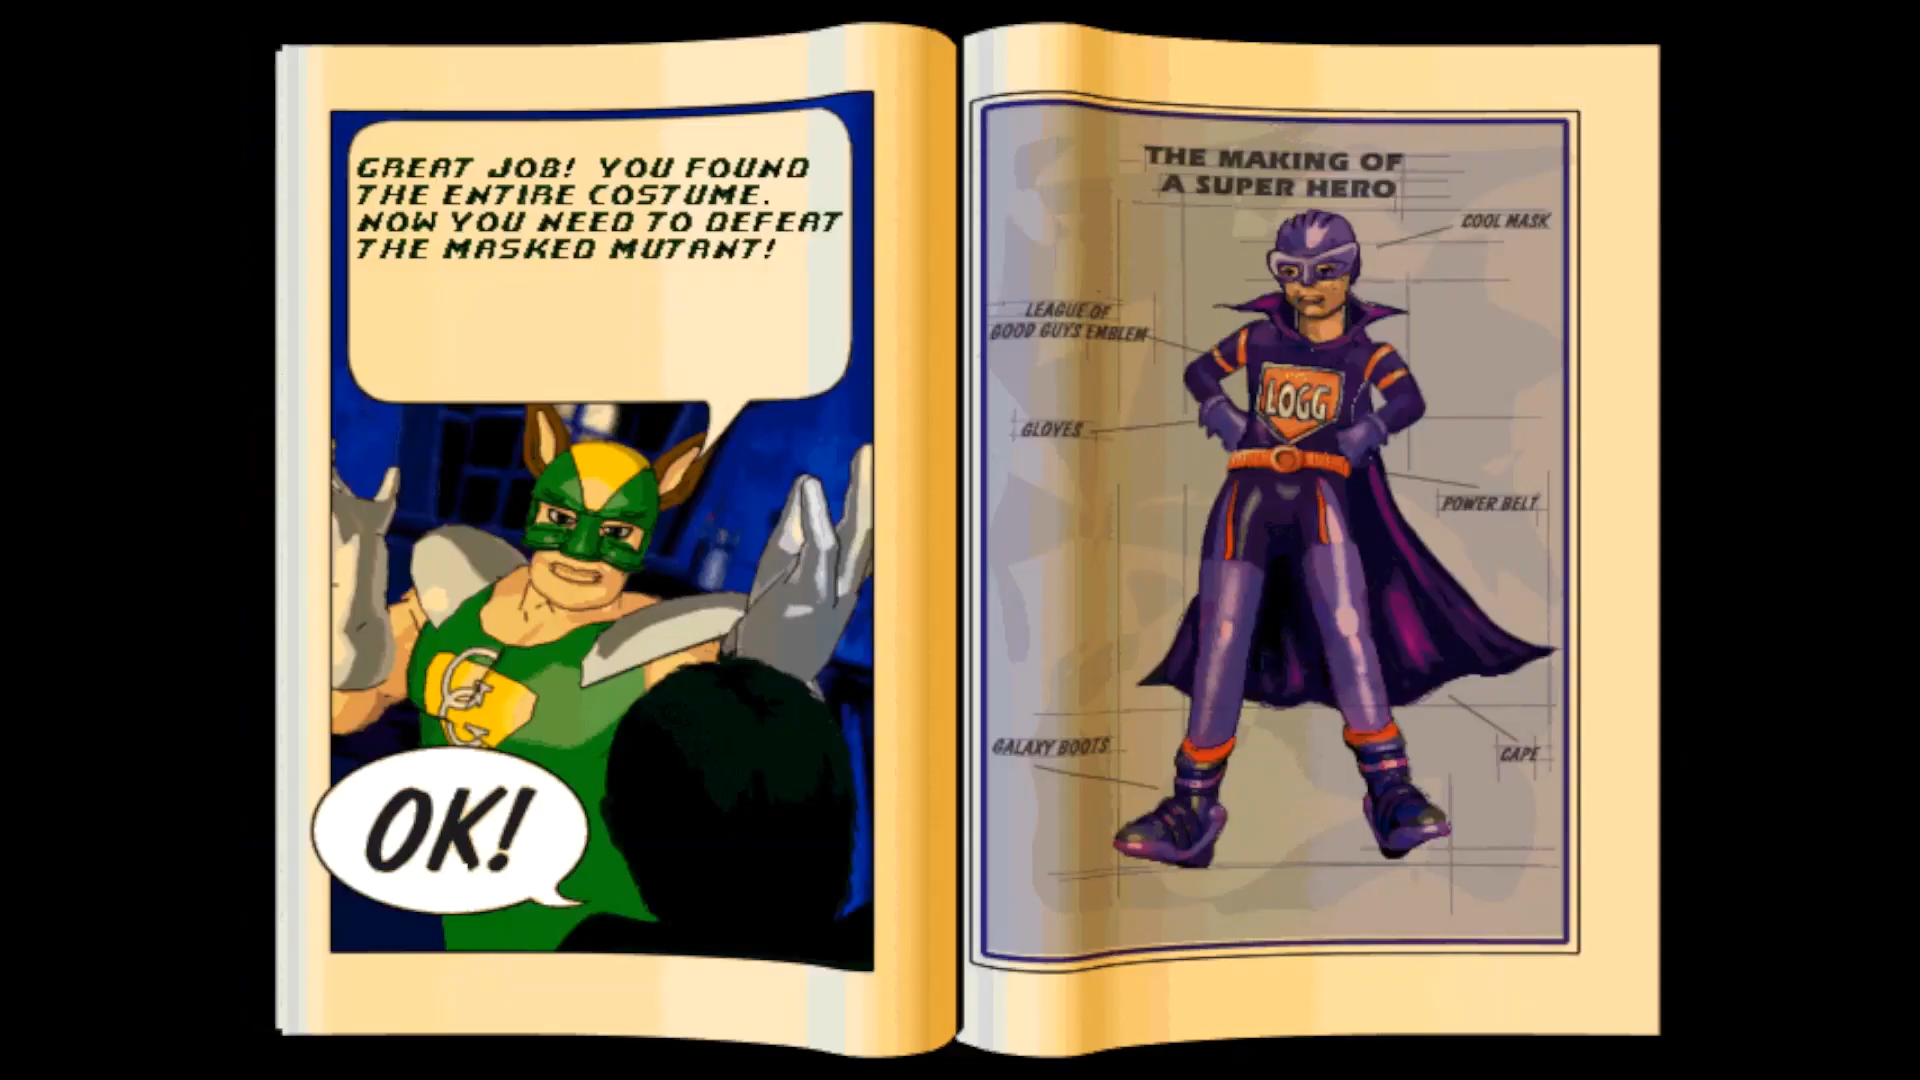 GREAT JOB! YOU FOUND
THE ENTIRE COSTUME.
NOW YOU NEED TO DEFEAT
THE MASKED MUTANT!
OK!
THE MAKING OF
A SUPER HERO
COOL MASK
LEAGUE OF
GOOD GUYS EMBLEM
LOGG
GLOVES
POWER BELT
GALAXY BOOTS
CAPE